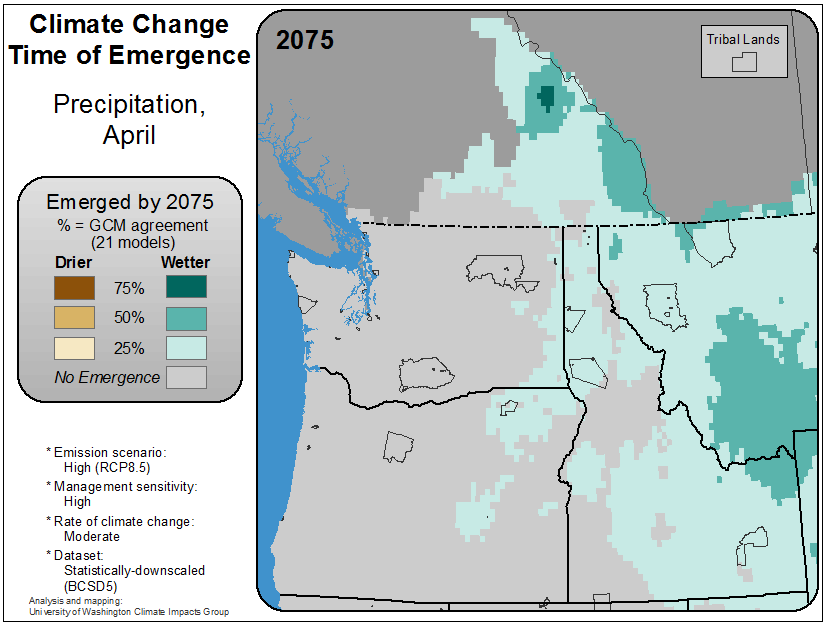 Climate Change
Time of Emergence
Precipitation,
April
Emerged by 2075
% = GCM agreement
(21 models)
Drier Wetter
75%
50%
25%
No Emergence
* Emission scenario:
High (RCP8.5)
* Management sensitivity:
High
* Rate of climate change:
Moderate
* Dataset:
Statistically-downscaled
(BCSD5)
Analysis and mapping:
University of Washington Climate Impacts Group
2075
Tribal Lands